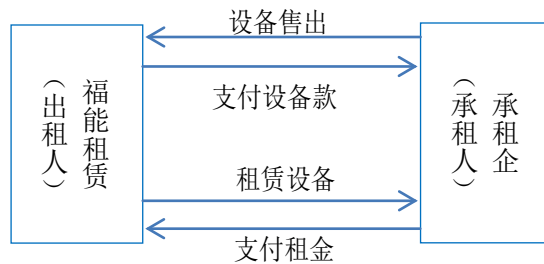 设备售出
支付设备款
福能租赁
（出租人）
承租企
（承租人）
租赁设备
支付租金